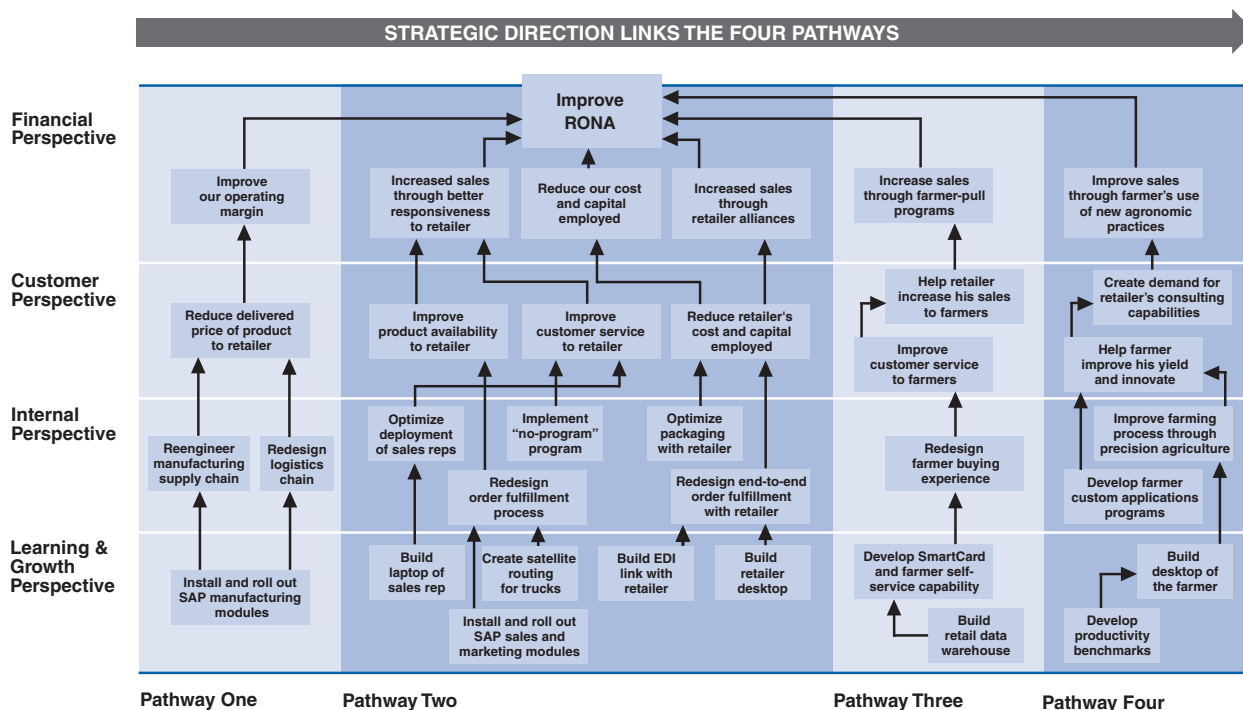 STRATEGIC DIRECTION LINKS THE FOUR PATHWAYS
Financial
Perspective
Improve
RONA
Improve
our operating
margin
Increased sales
through better
responsiveness
to retailer
Reduce our cost
and capital
employed
Increased sales
through
retailer alliances
Increase sales
through farmer-pull
programs
Improve sales
through farmer's use
of new agronomic
practices
Customer
Perspective
Reduce delivered
price of product
to retailer
Improve
product availability
to retailer
Improve
customer service
to retailer
Reduce retailer's
cost and capital
employed
Help retailer
increase his sales
to farmers
Improve
customer service
to farmers
Create demand for
retailer's consulting
capabilities
Help farmer
improve his yield
and innovate
Internal
Perspective
Reengineer
manufacturing
supply chain
Redesign
logistics
chain
Optimize
deployment
of sales reps
Implement
“no-program”
program
Optimize
packaging
with retailer
Redesign
order fulfillment
process
Redesign end-to-end
order fulfillment
with retailer
Redesign
farmer buying
experience
Improve farming
process through
precision agriculture
Develop farmer
custom applications
programs
Learning &
Growth
Perspective
Install and roll out
SAP manufacturing
modules
Build
laptop of
sales rep
Create satellite
routing
for trucks
Install and roll out
SAP sales and
marketing modules
Build EDI
link with
retailer
Build
retailer
desktop
Develop SmartCard
and farmer self-
service capability
Build
retail data
warehouse
Build
desktop of
the farmer
Develop
productivity
benchmarks
Pathway One
Pathway Two
Pathway Three
Pathway Four